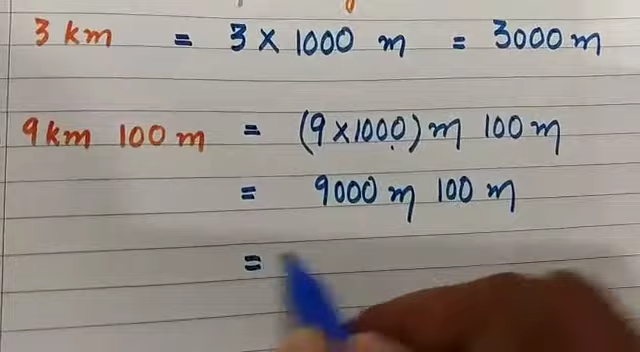 3 km = 3 × 1000 m = 3000 m
9 km 100 m = (9 × 1000) m 100 m
= 9000 m 100 m
=